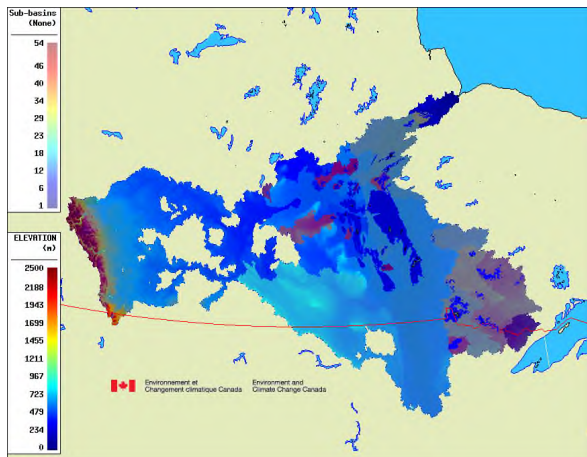 Sub-basins
(None)
54
46
40
34
29
23
18
12
6
1
ELEVATION
(m)
2500
2188
1943
1699
1455
1211
967
723
479
234
0
Environnement et
Changement climatique Canada
Environment and
Climate Change Canada